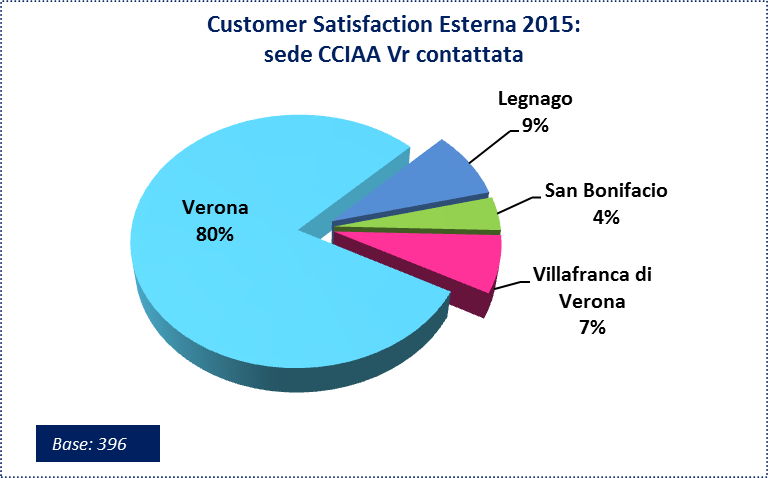 Customer Satisfaction Esterna 2015:
sede CCIAA Vr contattata
Legnago
9%
San Bonifacio
4%
Verona
80%
Villafranca di
Verona
7%
Base: 396